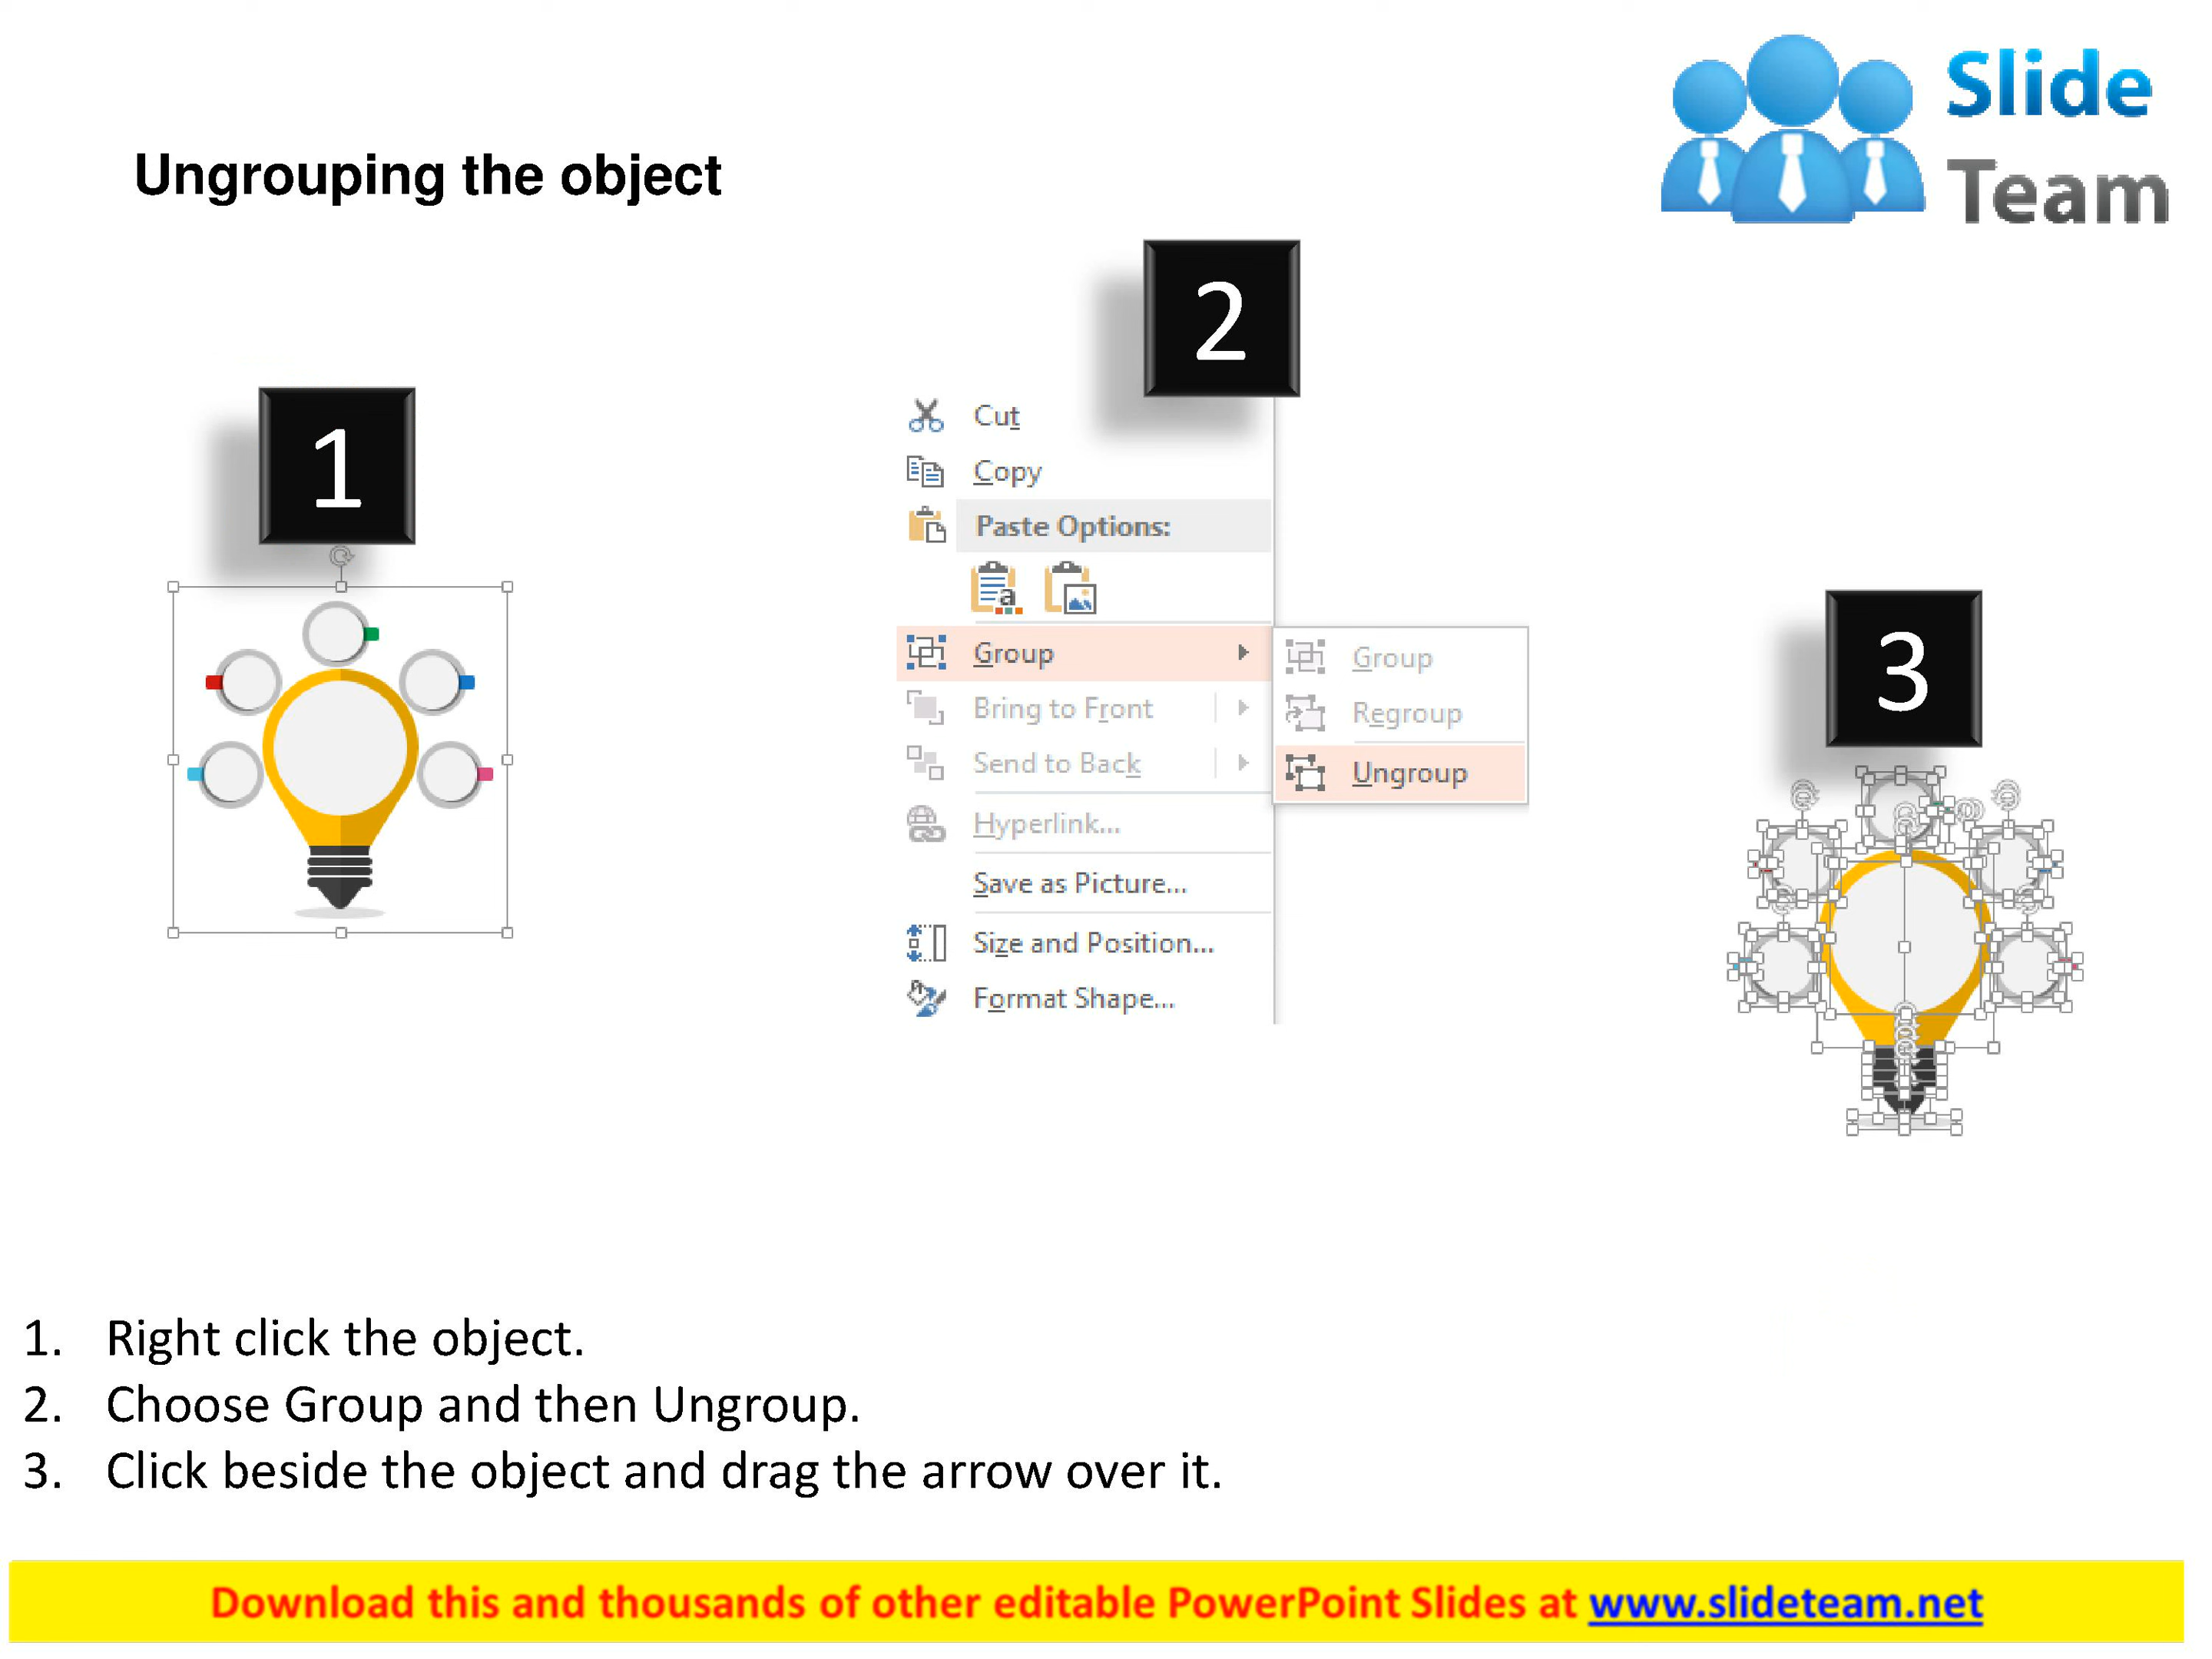 Slide
Team
Ungrouping the object
1
2
3
Cut
Copy
Paste Options:
a
Group
Bring to Front
Send to Back
Hyperlink...
Save as Picture...
Size and Position...
Format Shape...
Group
Regroup
Ungroup
1. Right click the object.
2. Choose Group and then Ungroup.
3. Click beside the object and drag the arrow over it.
Download this and thousands of other editable PowerPoint Slides at www.slideteam.net